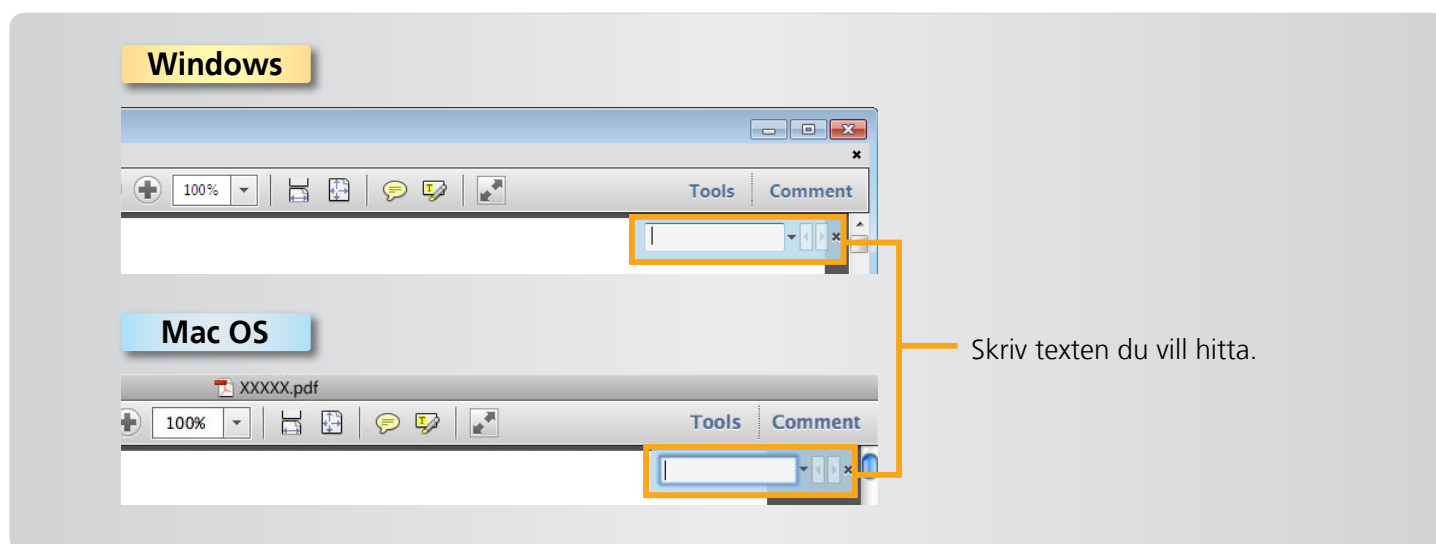 Windows
100%
Tools
Comment
Mac OS
Skriv texten du vill hitta.
XXXXX.pdf
100%
Tools
Comment